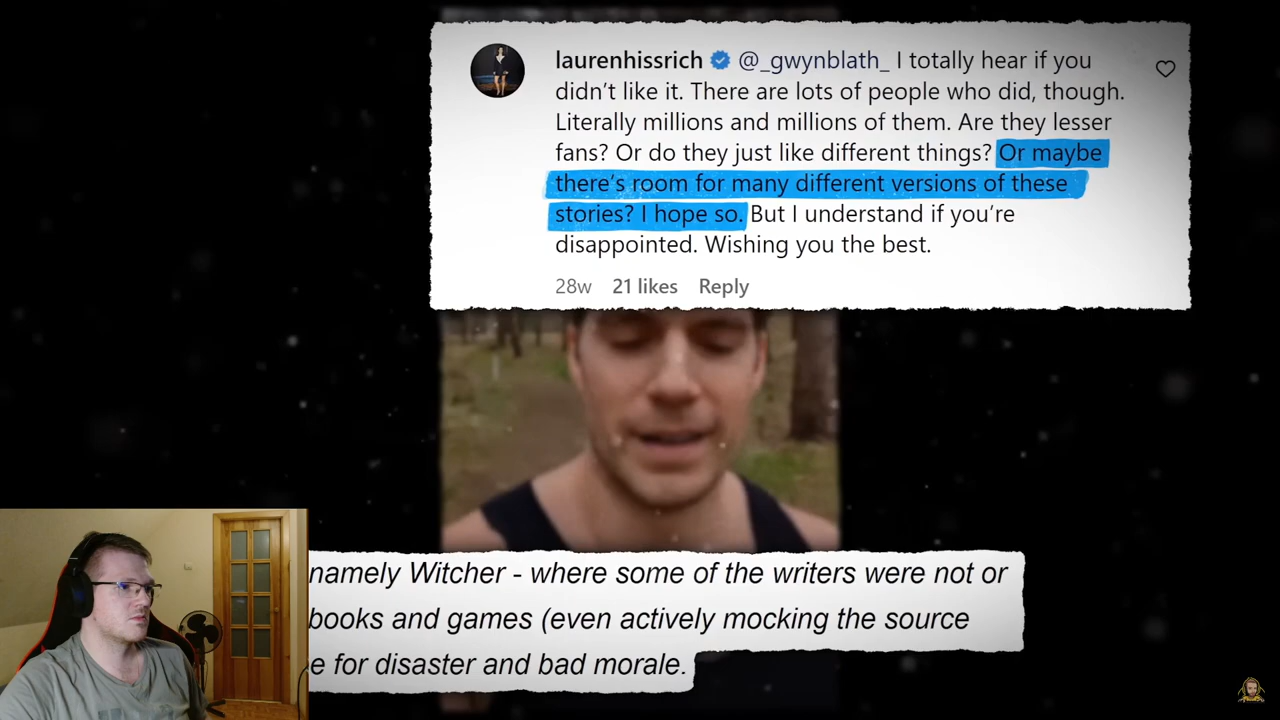 laurenhissrich @_gwynblath_ I totally hear if you
didn’t like it. There are lots of people who did, though.
Literally millions and millions of them. Are they lesser
fans? Or do they just like different things? Or maybe
there’s room for many different versions of these
stories? I hope so. But I understand if you’re
disappointed. Wishing you the best.
28w 21 likes Reply
namely Witcher - where some of the writers were not or
books and games (even actively mocking the source
e for disaster and bad morale.